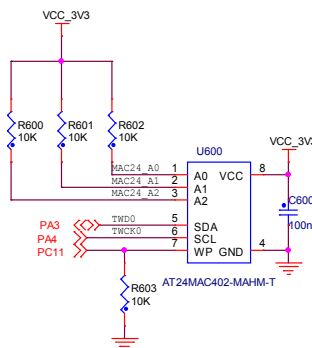 VCC_3V3
R600
10K
R601
10K
R602
10K
U600
VCC_3V3
MAC24_A0 1 A0 VCC 8
MAC24_A1 2 A1
MAC24_A2 3 A2
C600
100n
PA3 TWD0 5 SDA
PA4 TWCK0 6 SCL
PC11 7 WP GND 4
AT24MAC402-MAHM-T
R603
10K